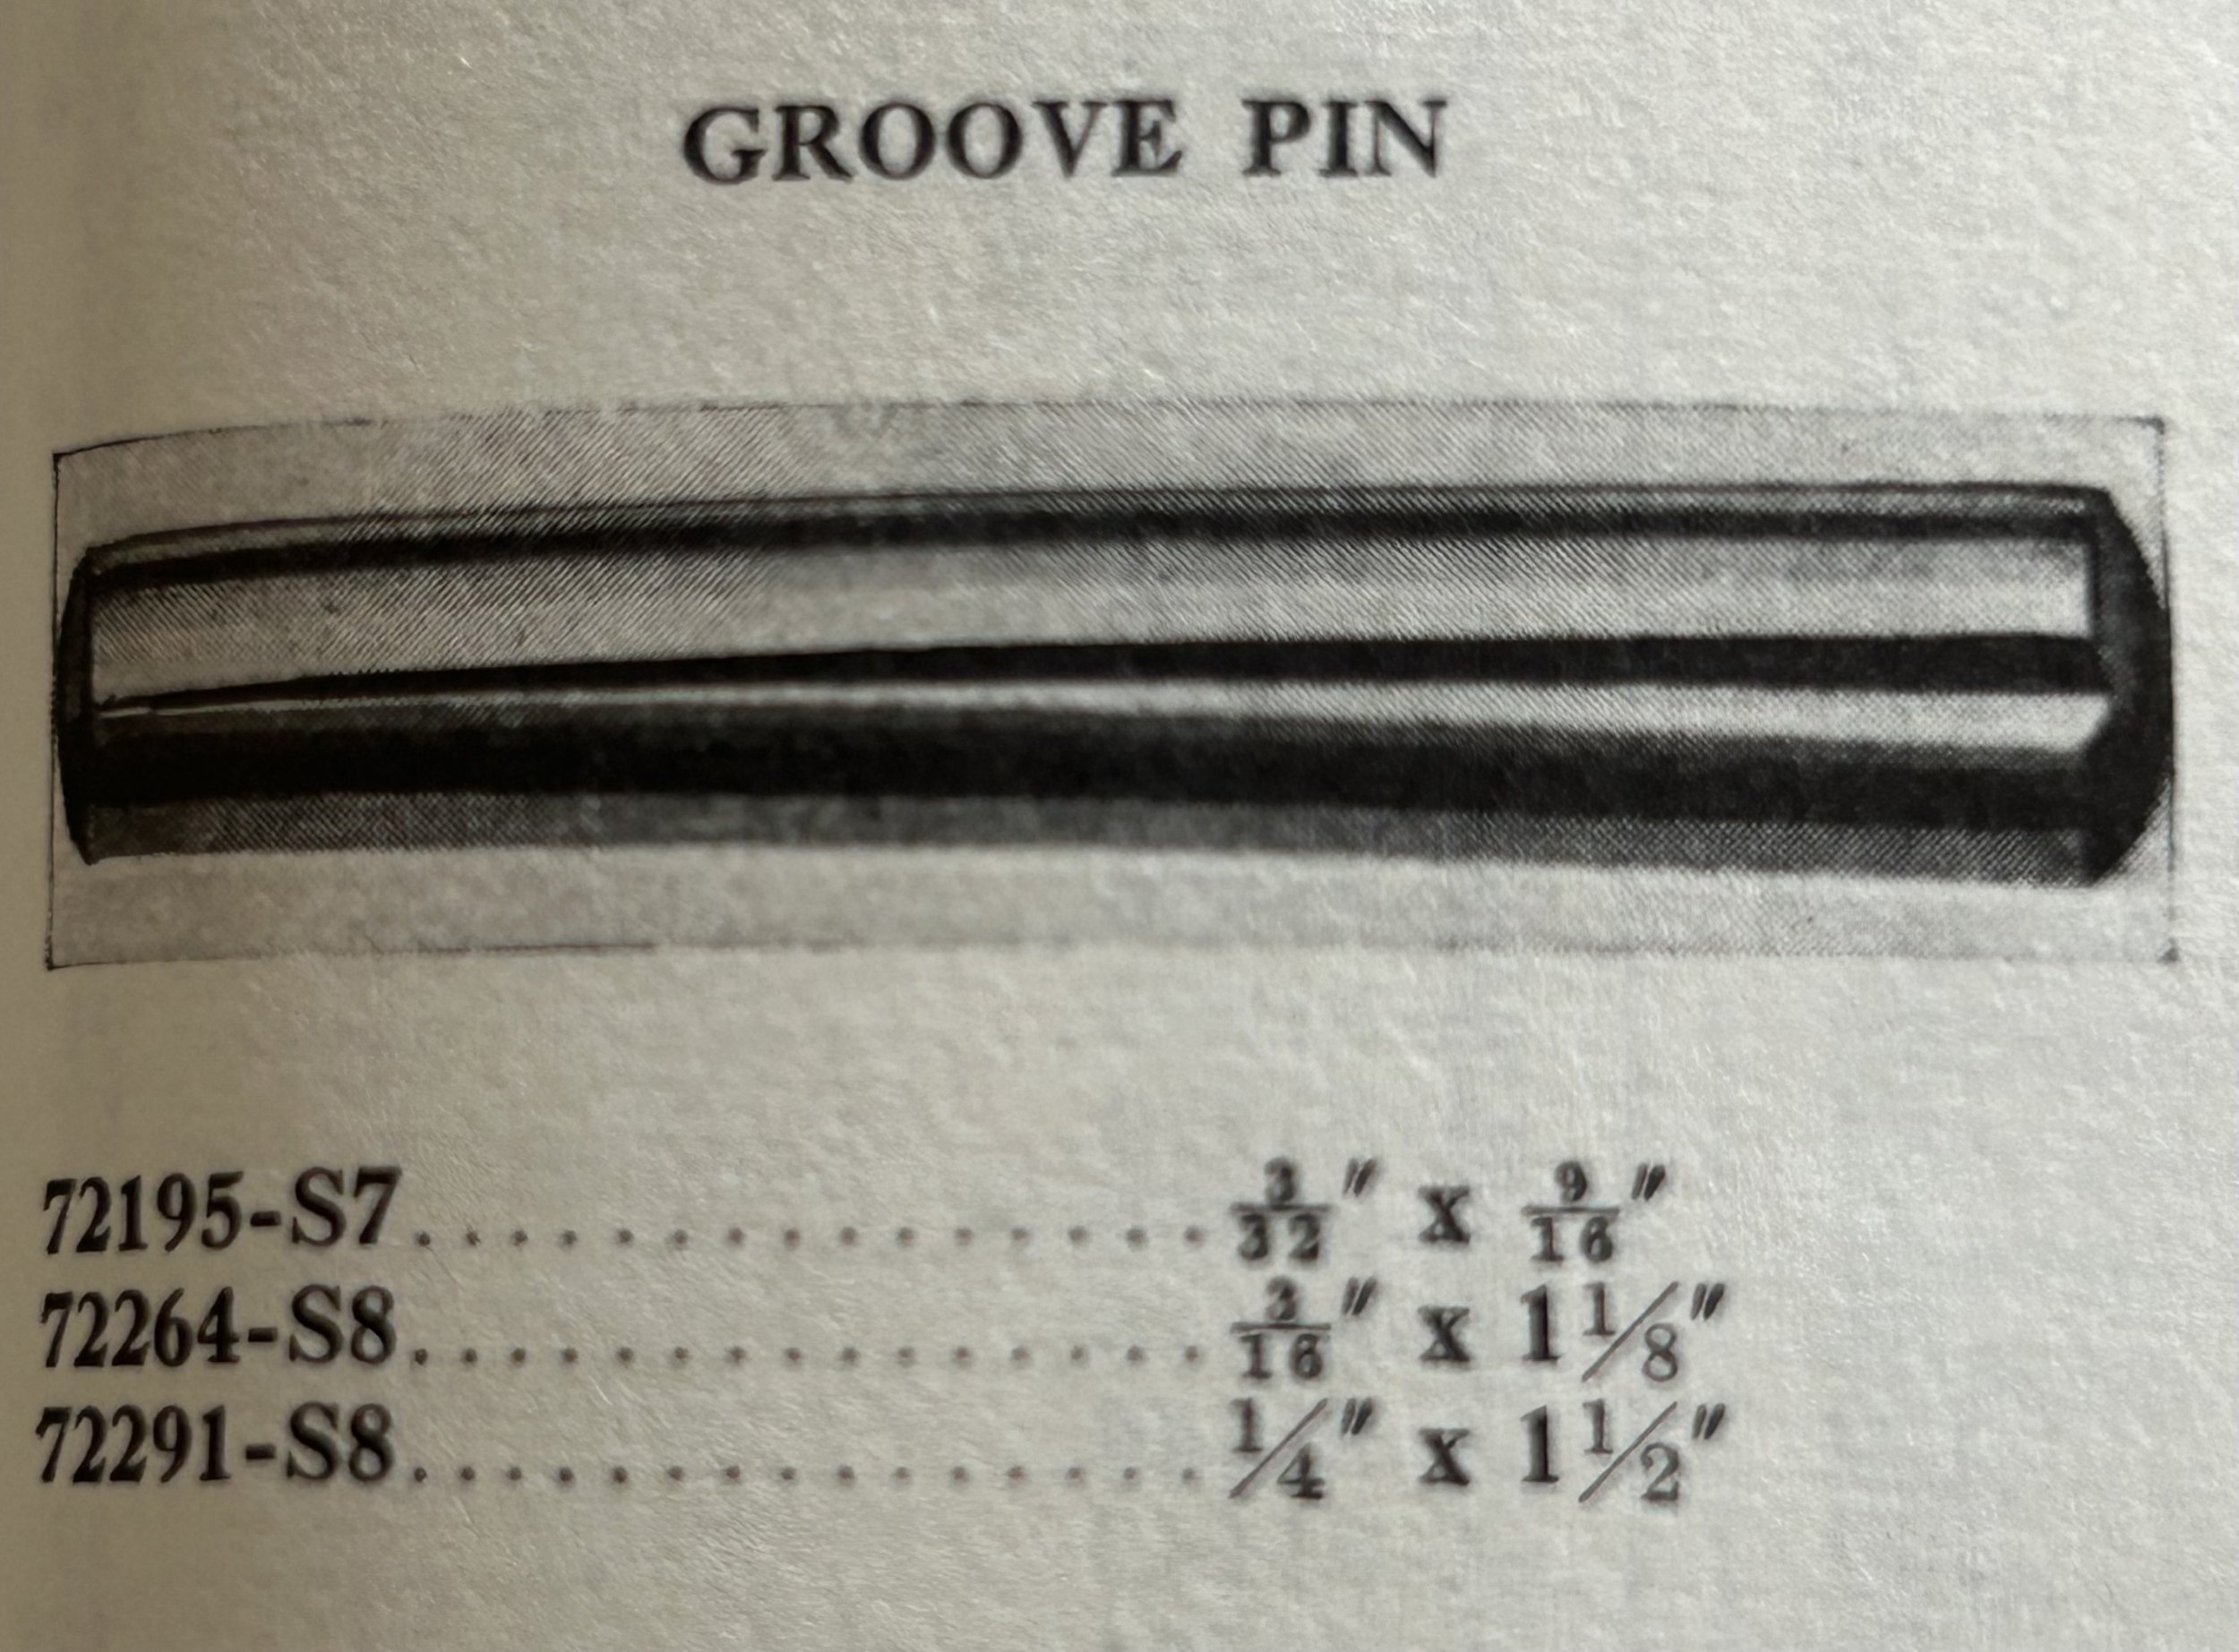 GROOVE PIN
72195-S7..............3/32" x 9/16"
72264-S8..............3/16" x 1 1/8"
72291-S8..............1/4" x 1 1/2"